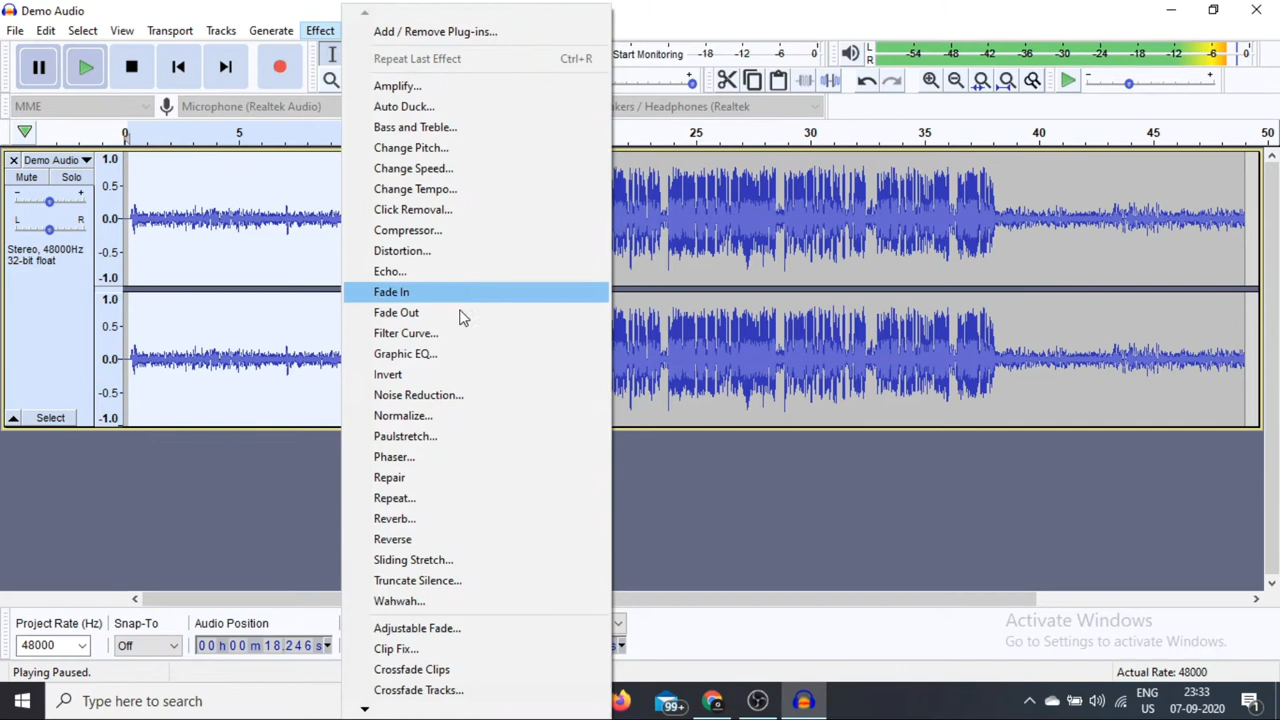 Demo Audio
File Edit Select View Transport Tracks Generate Effect
Add / Remove Plug-ins...
Repeat Last Effect Ctrl+R
Amplify...
Auto Duck...
Bass and Treble...
Change Pitch...
Change Speed...
Change Tempo...
Click Removal...
Compressor...
Distortion...
Echo...
Fade In
Fade Out
Filter Curve...
Graphic EQ...
Invert
Noise Reduction...
Normalize...
Paulstretch...
Phaser...
Repair
Repeat...
Reverb...
Reverse
Sliding Stretch...
Truncate Silence...
Wahwah...
Adjustable Fade...
Clip Fix...
Crossfade Clips
Crossfade Tracks...
Start Monitoring -18 -12 -6 0
L R -54 -48 -42 -36 -30 -24 -18 -12 -6 0
MME Microphone (Realtek Audio) kers / Headphones (Realtek
0 5 25 30 35 40 45 50
Demo Audio
Mute Solo
- +
L R
Stereo, 48000Hz
32-bit float
Select
1.0
0.5
0.0
-0.5
-1.0
1.0
0.5
0.0
-0.5
-1.0
Project Rate (Hz) Snap-To Audio Position
48000 Off 00 h 00 m 18.246 s
s
Activate Windows
Go to Settings to activate Windows.
Playing Paused. Actual Rate: 48000
Type here to search
99+
ENG
US
23:33
07-09-2020
1